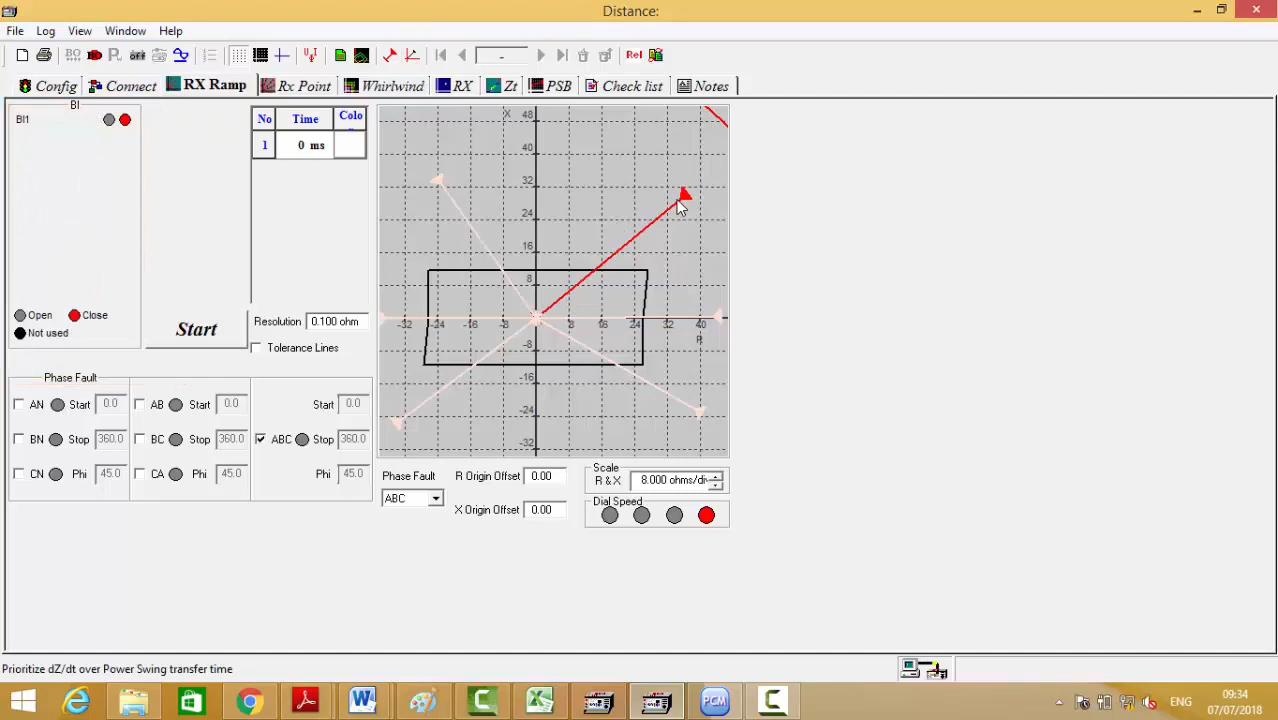 Distance:
File Log View Window Help
BO off Rel
-
Config Connect RX Ramp Rx Point Whirlwind RX Zt PSB Check list Notes
BI
BI1
Open Close
Not used
Start
No Time Colo
1 0 ms
Resolution 0.100 ohm
Tolerance Lines
X 48
40
32
24
16
8
-32 -24 -16 -8 8 16 24 32 40
R
-8
-16
-24
-32
Phase Fault
AN Start 0.0 AB Start 0.0 Start 0.0
BN Stop 360.0 BC Stop 360.0 ABC Stop 360.0
CN Phi 45.0 CA Phi 45.0 Phi 45.0
Phase Fault R Origin Offset 0.00
ABC X Origin Offset 0.00
Scale
R & X 8.000 ohms/div
Dial Speed
Prioritize dZ/dt over Power Swing transfer time
PCM
ENG
09:34
07/07/2018